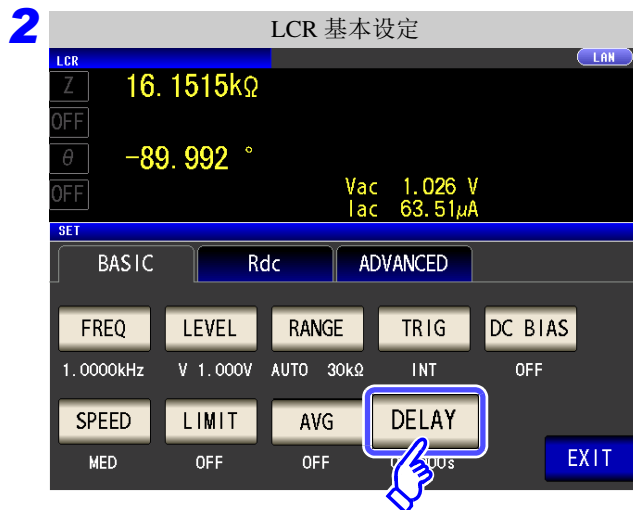 2
LCR 基本设定
LCR
LAN
Z 16.1515kΩ
OFF
θ -89.992 °
OFF
Vac 1.026 V
Iac 63.51μA
SET
BASIC Rdc ADVANCED
FREQ LEVEL RANGE TRIG DC BIAS
1.0000kHz V 1.000V AUTO 30kΩ INT OFF
SPEED LIMIT AVG DELAY
MED OFF OFF
EXIT